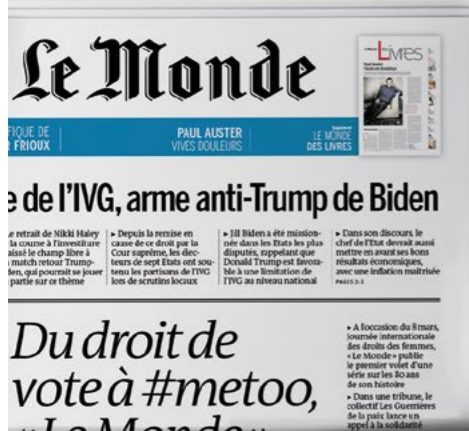 Le Monde
Livres
FIQUE DE
FRIOUX
PAUL AUSTER
VIVES DOULEURS
Supplément
LE MONDE
DES LIVRES
de l'IVG, arme anti-Trump de Biden
retrait de Nikki Haley
la course à l'investiture
laissé le champ libre à
match retour Trump-
den, qui pourrait se jouer
partie sur ce thème
▸ Depuis la remise en
cause de ce droit par la
Cour suprême, les élec-
teurs de sept Etats ont sou-
tenu les partisans de l'IVG
lors de scrutins locaux
▸ Jill Biden a été mission-
née dans les Etats les plus
disputés, rappelant que
Donald Trump est favora-
ble à une limitation de
l'IVG au niveau national
▸ Dans son discours, le
chef de l'Etat devrait aussi
mettre en avant ses bons
résultats économiques,
avec une inflation maîtrisée
PAGES 2-3
Du droit de
vote à #metoo,
« Le Monde »
▸ A l'occasion du 8 mars,
journée internationale
des droits des femmes,
« Le Monde » publie
le premier volet d'une
série sur les 80 ans
de son histoire
▸ Dans une tribune, le
collectif Les Guerrières
de la paix lance un
appel à la solidarité